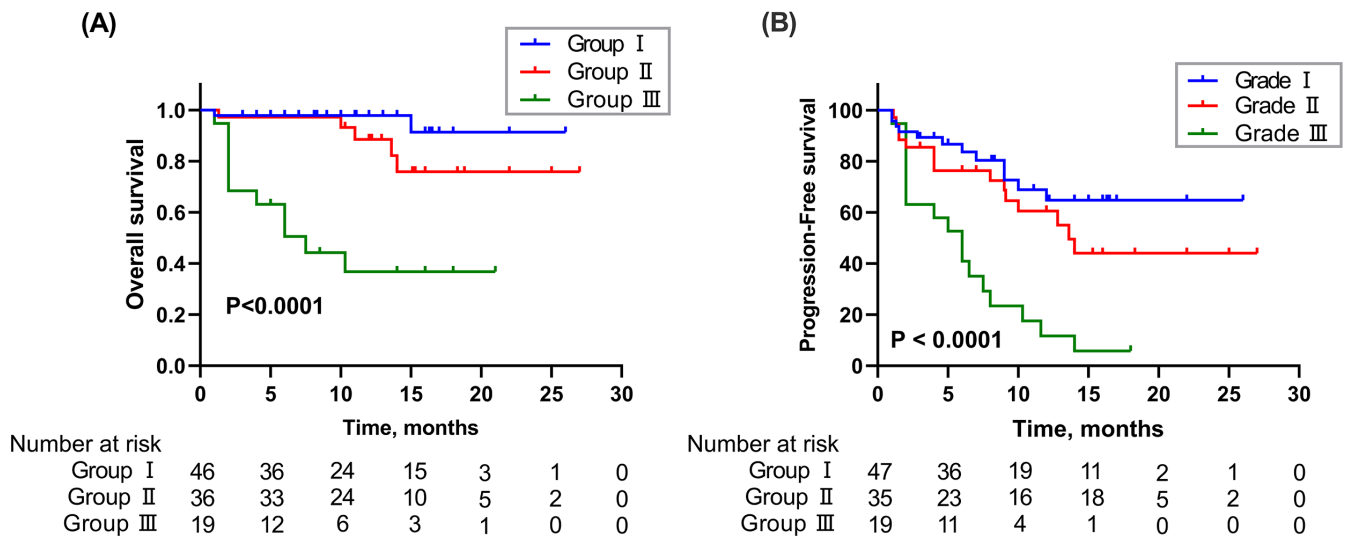 (A)
Group Ⅰ
Group Ⅱ
Group Ⅲ
Overall survival
1.0
0.8
0.6
0.4
0.2
0.0
P<0.0001
0 5 10 15 20 25 30
Time, months
Number at risk
Group Ⅰ 46 36 24 15 3 1 0
Group Ⅱ 36 33 24 10 5 2 0
Group Ⅲ 19 12 6 3 1 0 0
(B)
Grade Ⅰ
Grade Ⅱ
Grade Ⅲ
Progression-Free survival
100
80
60
40
20
0
P < 0.0001
0 5 10 15 20 25 30
Time, months
Number at risk
Group Ⅰ 47 36 19 11 2 1 0
Group Ⅱ 35 23 16 18 5 2 0
Group Ⅲ 19 11 4 1 0 0 0